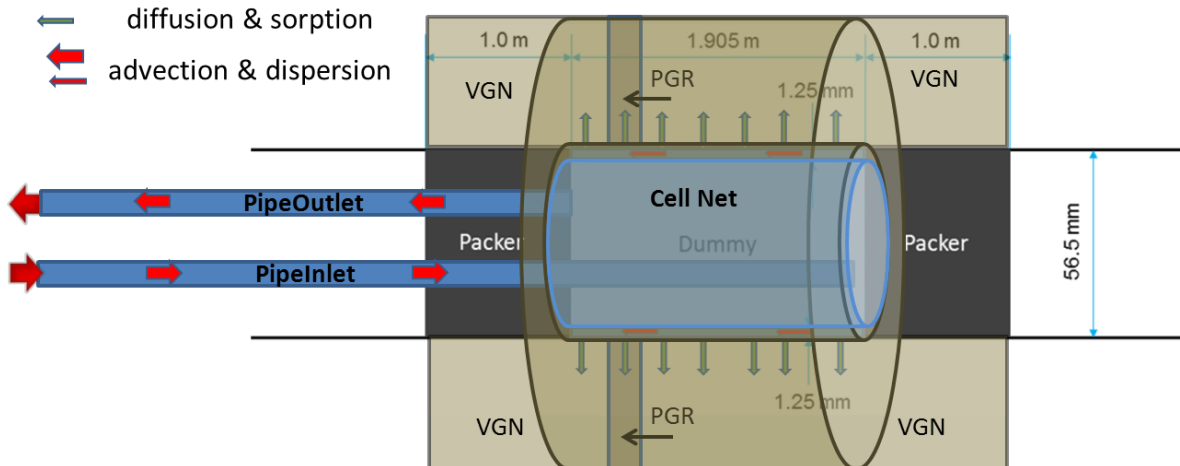 diffusion & sorption
advection & dispersion
1.0 m
1.905 m
1.0 m
VGN
PGR
VGN
1.25 mm
PipeOutlet
Cell Net
Packer
Dummy
Packer
PipeInlet
56.5 mm
1.25 mm
VGN
PGR
VGN